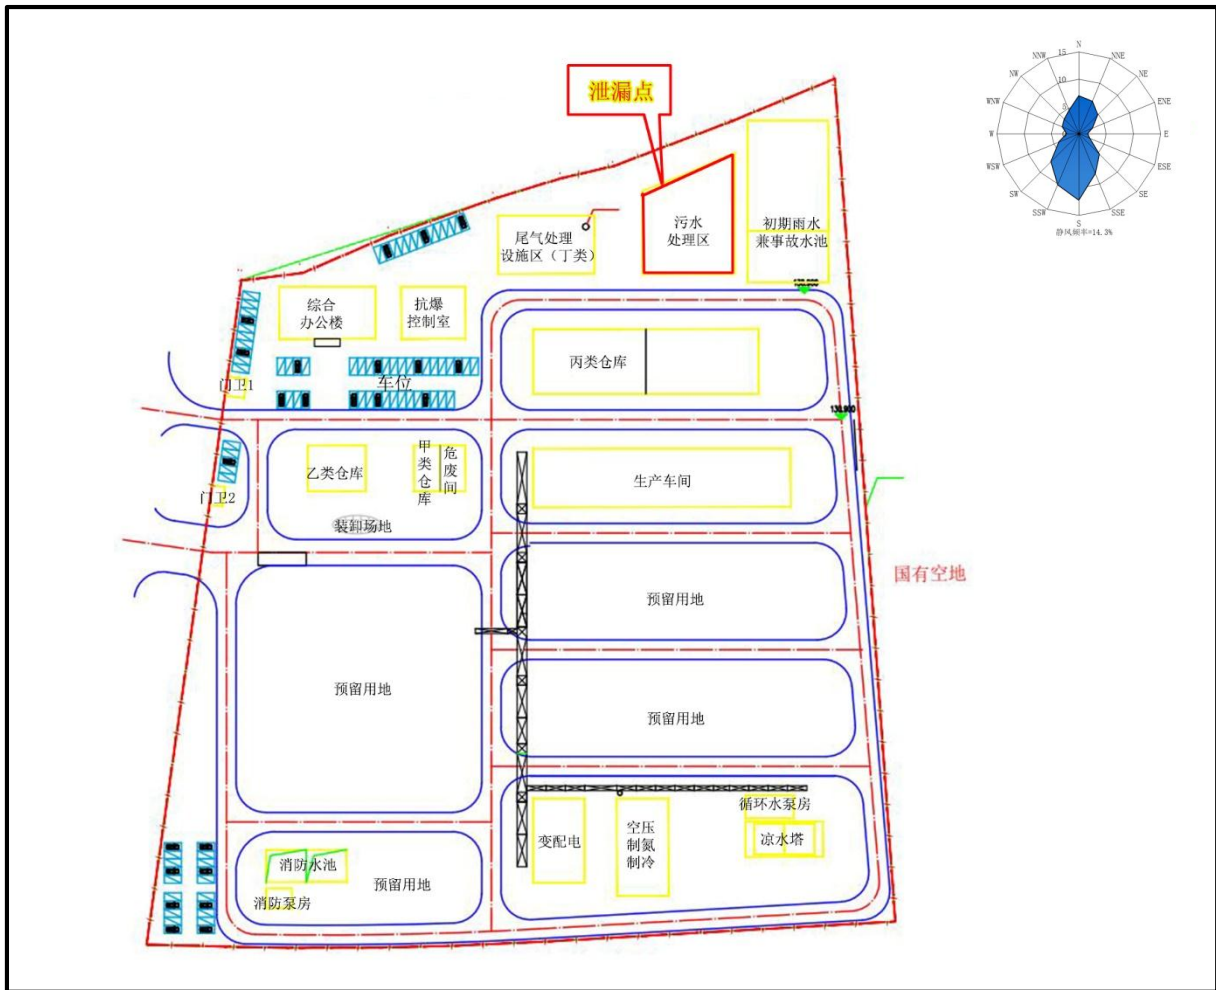 泄漏点
N
NNW
NNE
NW
NE
WNW
ENE
W
E
WSW
ESE
SW
SE
SSW
SSE
S
15
10
5
静风频率=14.3%
污水
处理区
初期雨水
兼事故水池
尾气处理
设施区（丁类）
综合
办公楼
抗爆
控制室
丙类仓库
门卫1
车位
130.900
乙类仓库
甲类仓库
危废间
生产车间
门卫2
装卸场地
国有空地
预留用地
预留用地
预留用地
循环水泵房
变配电
空压
制氮
制冷
凉水塔
消防水池
预留用地
消防泵房